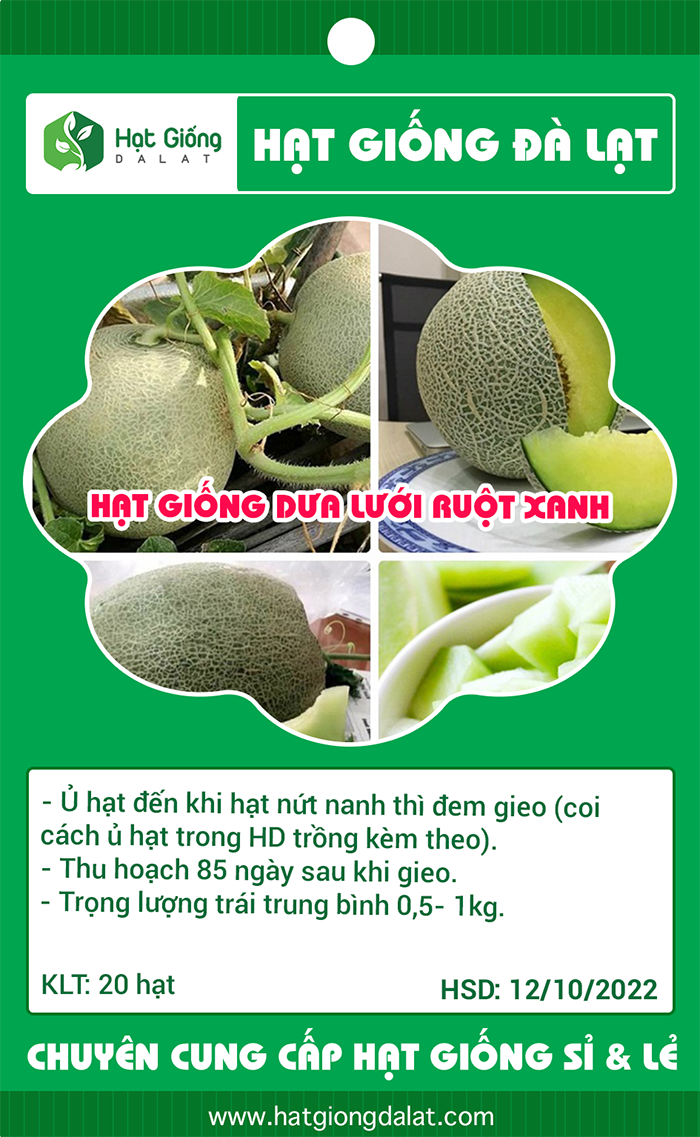 Hạt Giống
DALAT
HẠT GIỐNG ĐÀ LẠT
HẠT GIỐNG DƯA LƯỚI RUỘT XANH
- Ủ hạt đến khi hạt nứt nanh thì đem gieo (coi
cách ủ hạt trong HD trồng kèm theo).
- Thu hoạch 85 ngày sau khi gieo.
- Trọng lượng trái trung bình 0,5- 1kg.
KLT: 20 hạt
HSD: 12/10/2022
CHUYÊN CUNG CẤP HẠT GIỐNG SỈ & LẺ
www.hatgiongdalat.com